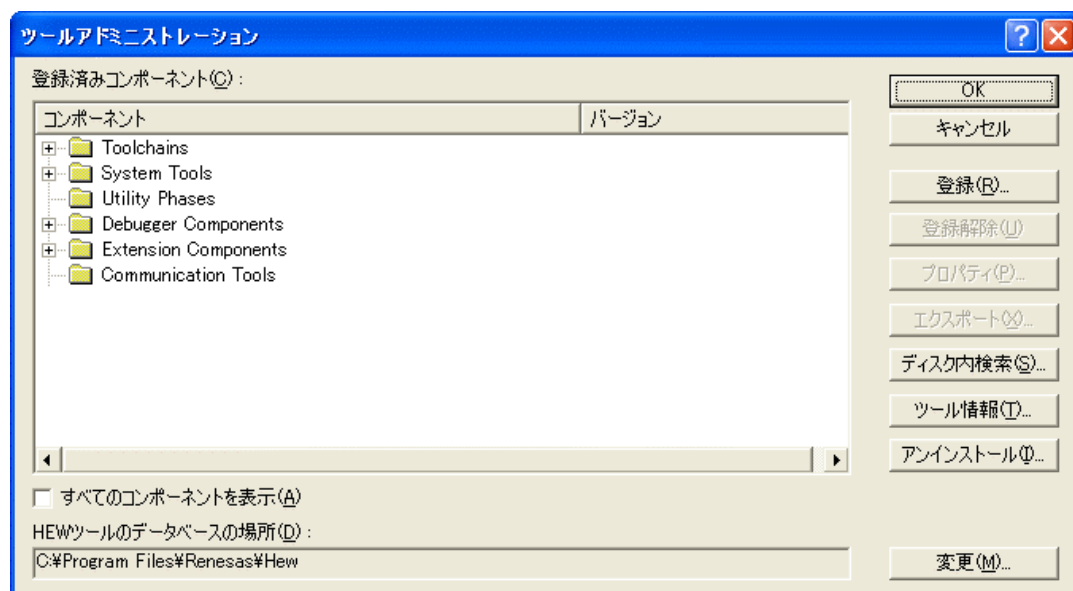 ツールアドミニストレーション
登録済みコンポーネント(C):
コンポーネント バージョン
Toolchains
System Tools
Utility Phases
Debugger Components
Extension Components
Communication Tools
すべてのコンポーネントを表示(A)
HEWツールのデータベースの場所(D):
C:¥Program Files¥Renesas¥Hew
OK
キャンセル
登録(R)...
登録解除(U)
プロパティ(P)...
エクスポート(X)...
ディスク内検索(S)...
ツール情報(T)...
アンインストール(I)...
変更(M)...